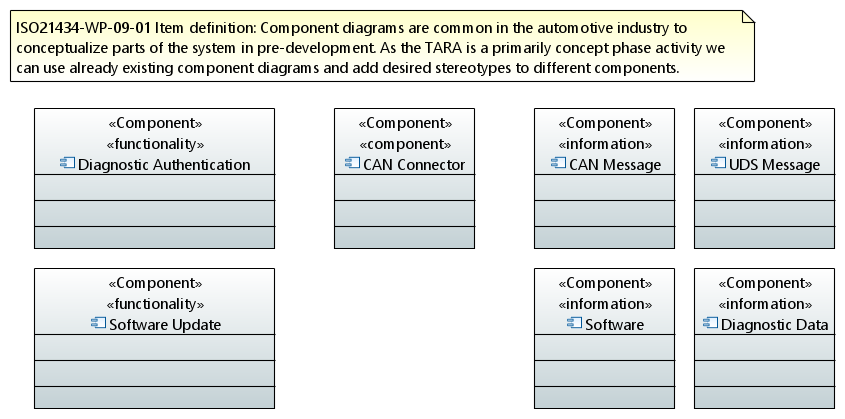 ISO21434-WP-09-01 Item definition: Component diagrams are common in the automotive industry to
conceptualize parts of the system in pre-development. As the TARA is a primarily concept phase activity we
can use already existing component diagrams and add desired stereotypes to different components.
«Component»
«functionality»
Diagnostic Authentication
«Component»
«component»
CAN Connector
«Component»
«information»
CAN Message
«Component»
«information»
UDS Message
«Component»
«functionality»
Software Update
«Component»
«information»
Software
«Component»
«information»
Diagnostic Data